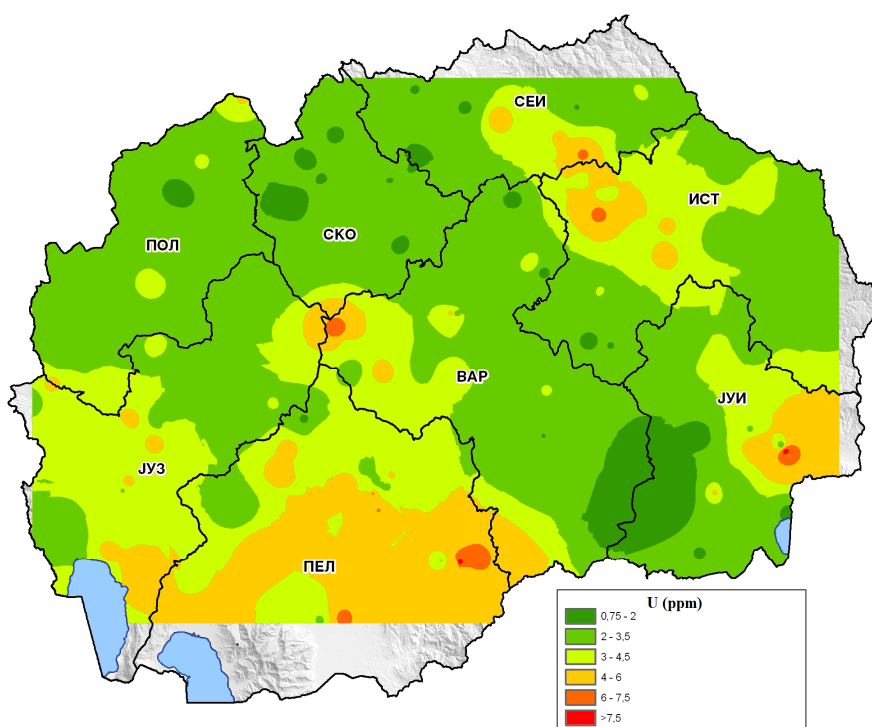 СЕИ
ИСТ
ПОЛ
СКО
ВАР
ЈУИ
ЈУЗ
ПЕЛ
U (ppm)
0,75 - 2
2 - 3,5
3 - 4,5
4 - 6
6 - 7,5
>7,5